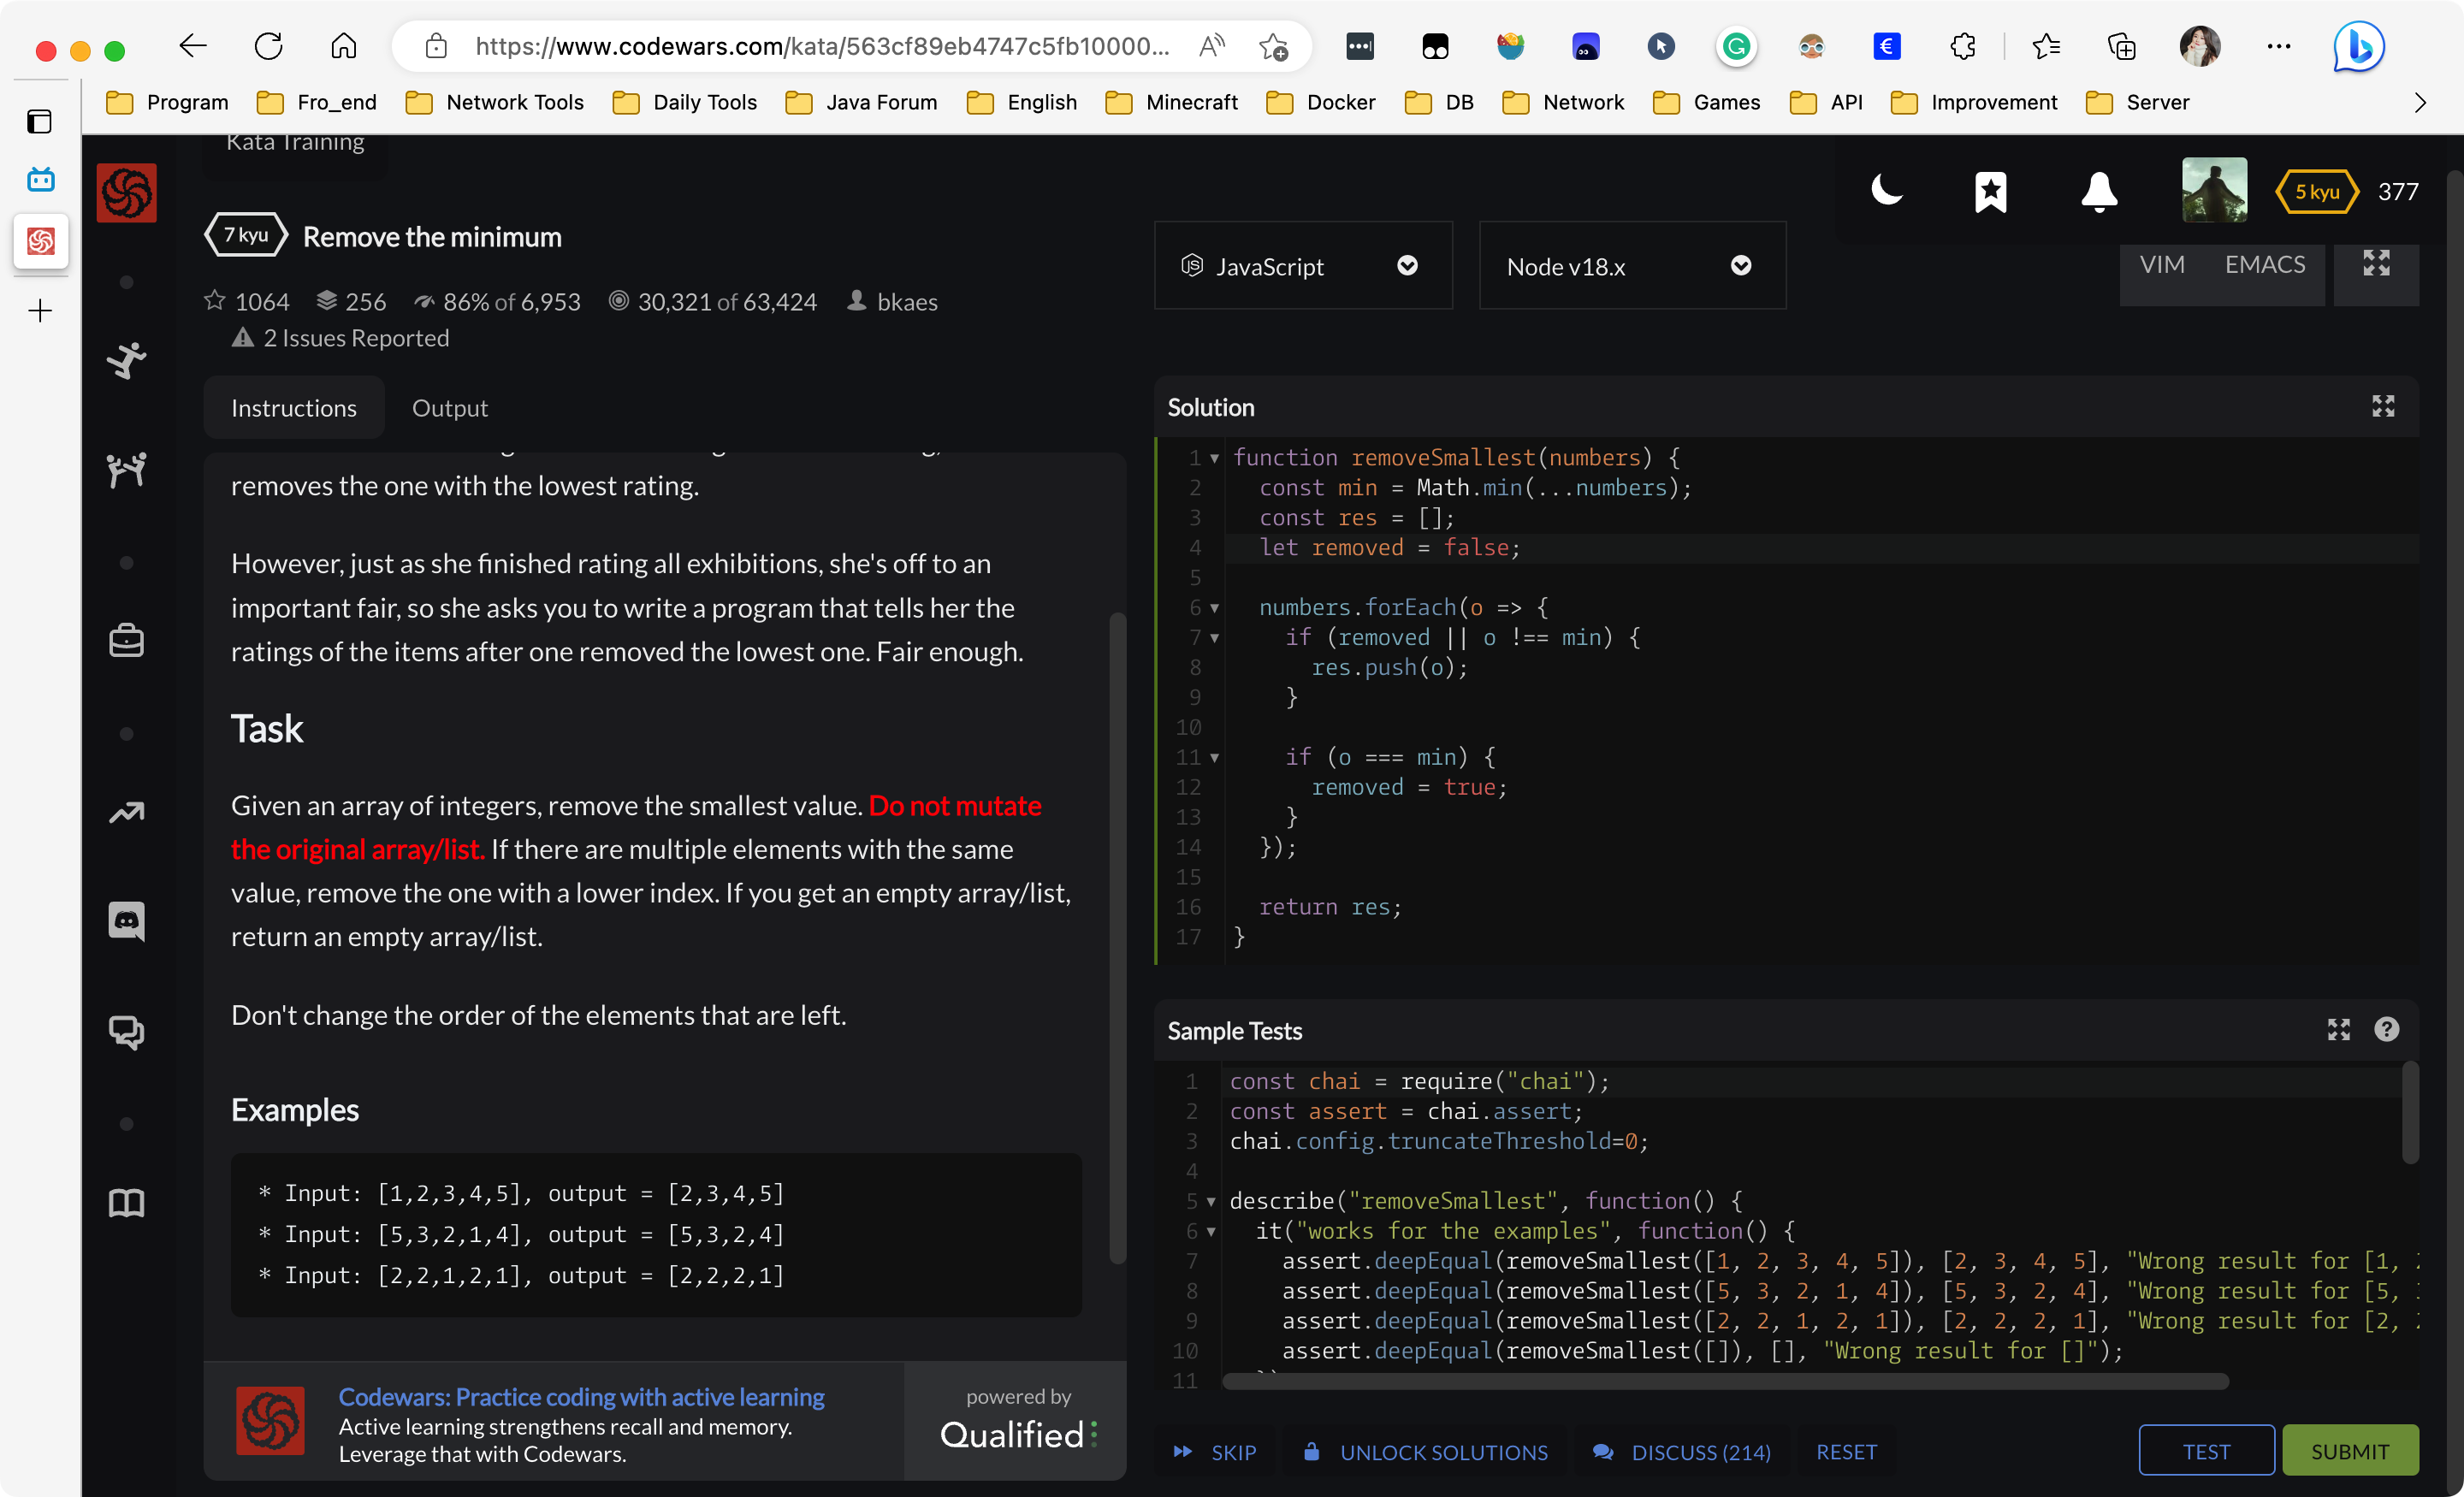 https://www.codewars.com/kata/563cf89eb4747c5fb10000...
Program
Fro_end
Network Tools
Daily Tools
Java Forum
English
Minecraft
Docker
DB
Network
Games
API
Improvement
Server
Kata Training
5 kyu
377
7 kyu
Remove the minimum
1064
256
86% of 6,953
30,321 of 63,424
bkaes
2 Issues Reported
JavaScript
Node v18.x
VIM
EMACS
Instructions
Output
removes the one with the lowest rating.
However, just as she finished rating all exhibitions, she's off to an
important fair, so she asks you to write a program that tells her the
ratings of the items after one removed the lowest one. Fair enough.
Task
Given an array of integers, remove the smallest value. Do not mutate
the original array/list. If there are multiple elements with the same
value, remove the one with a lower index. If you get an empty array/list,
return an empty array/list.
Don't change the order of the elements that are left.
Examples
* Input: [1,2,3,4,5], output = [2,3,4,5]
* Input: [5,3,2,1,4], output = [5,3,2,4]
* Input: [2,2,1,2,1], output = [2,2,2,1]
Codewars: Practice coding with active learning
Active learning strengthens recall and memory.
Leverage that with Codewars.
powered by
Qualified
Solution
1 function removeSmallest(numbers) {
2 const min = Math.min(...numbers);
3 const res = [];
4 let removed = false;
5
6 numbers.forEach(o => {
7 if (removed || o !== min) {
8 res.push(o);
9 }
10
11 if (o === min) {
12 removed = true;
13 }
14 });
15
16 return res;
17 }
Sample Tests
1 const chai = require("chai");
2 const assert = chai.assert;
3 chai.config.truncateThreshold=0;
4
5 describe("removeSmallest", function() {
6 it("works for the examples", function() {
7 assert.deepEqual(removeSmallest([1, 2, 3, 4, 5]), [2, 3, 4, 5], "Wrong result for [1,
8 assert.deepEqual(removeSmallest([5, 3, 2, 1, 4]), [5, 3, 2, 4], "Wrong result for [5,
9 assert.deepEqual(removeSmallest([2, 2, 1, 2, 1]), [2, 2, 2, 1], "Wrong result for [2,
10 assert.deepEqual(removeSmallest([]), [], "Wrong result for []");
11
SKIP
UNLOCK SOLUTIONS
DISCUSS (214)
RESET
TEST
SUBMIT